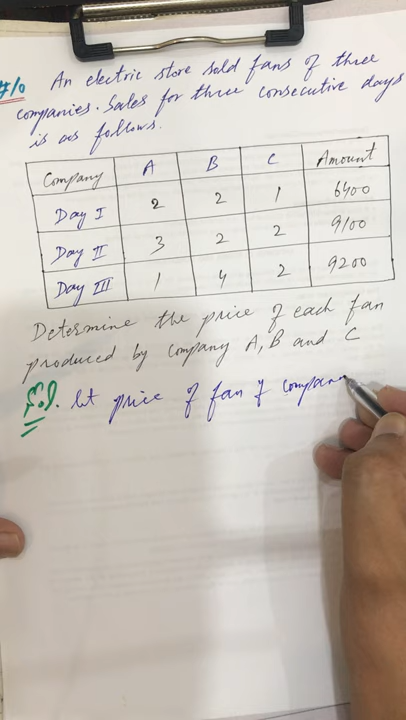 An electric store sold fans of three
companies. Sales for three consecutive days
is as follows.
Company A B C Amount
Day I 2 2 1 6400
Day II 3 2 2 9100
Day III 1 4 2 9200
Determine the price of each fan
produced by company A, B and C
Sol. let price of fan of compan